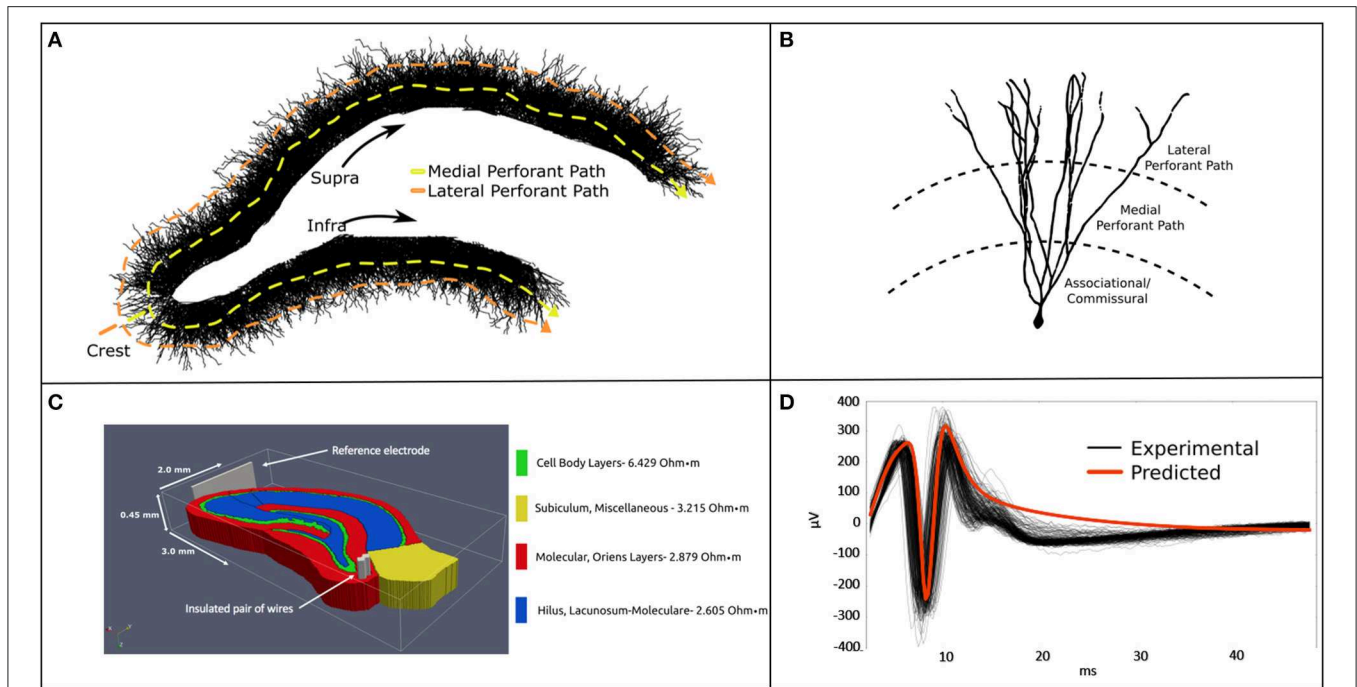 A
Supra
Medial Perforant Path
Lateral Perforant Path
Infra
Crest
B
Lateral
Perforant Path
Medial
Perforant Path
Associational/
Commissural
C
Reference electrode
2.0 mm
0.45 mm
3.0 mm
Insulated pair of wires
Cell Body Layers- 6.429 Ohm•m
Subiculum, Miscellaneous - 3.215 Ohm•m
Molecular, Oriens Layers- 2.879 Ohm•m
Hilus, Lacunosum-Moleculare- 2.605 Ohm•m
D
400
300
200
100
0
-100
-200
-300
-400
µV
Experimental
Predicted
10
20
30
40
ms